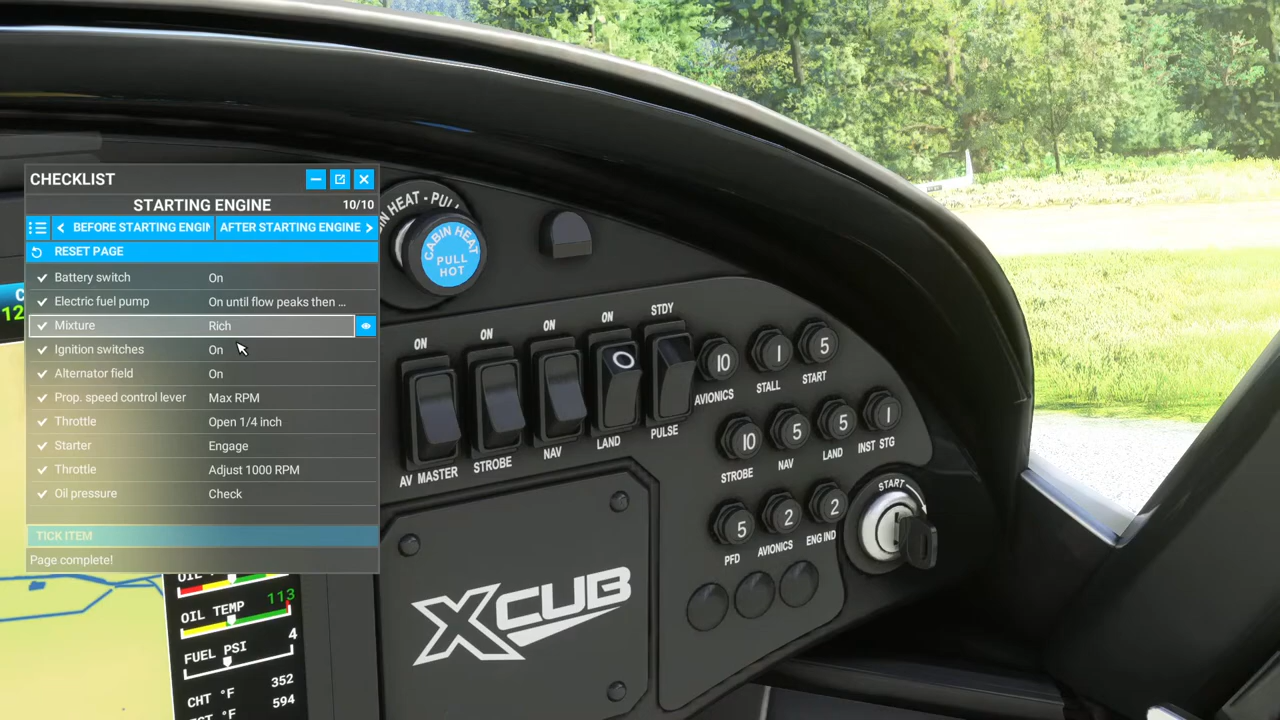 CHECKLIST
STARTING ENGINE 10/10
BEFORE STARTING ENGIN AFTER STARTING ENGINE
RESET PAGE
Battery switch On
Electric fuel pump On until flow peaks then ...
Mixture Rich
Ignition switches On
Alternator field On
Prop. speed control lever Max RPM
Throttle Open 1/4 inch
Starter Engage
Throttle Adjust 1000 RPM
Oil pressure Check
TICK ITEM
Page complete!
12
OIL TEMP 113
FUEL PSI 4
CHT °F 352
594
HEAT - PULL
CABIN HEAT
PULL
HOT
ON ON ON ON STDY
AV MASTER STROBE NAV LAND PULSE
10 1 5
AVIONICS STALL START
10 5 5 1
STROBE NAV LAND INST STG
5 2 2
PFD AVIONICS ENG IND
START
XCUB